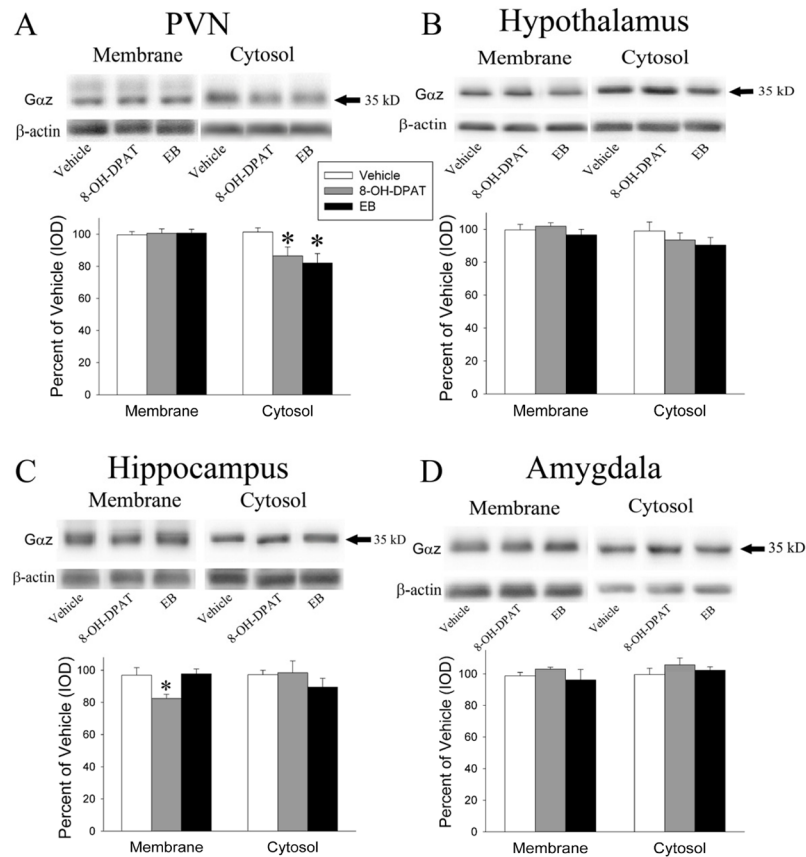 A PVN
Membrane Cytosol
Gαz 35 kD
β-actin
Vehicle 8-OH-DPAT EB Vehicle 8-OH-DPAT EB
Percent of Vehicle (IOD)
100
80
60
40
20
0
Membrane Cytosol
Vehicle
8-OH-DPAT
EB
* *
B Hypothalamus
Membrane Cytosol
Gαz 35 kD
β-actin
Vehicle 8-OH-DPAT EB Vehicle 8-OH-DPAT EB
Percent of Vehicle (IOD)
100
80
60
40
20
0
Membrane Cytosol
C Hippocampus
Membrane Cytosol
Gαz 35 kD
β-actin
Vehicle 8-OH-DPAT EB Vehicle 8-OH-DPAT EB
Percent of Vehicle (IOD)
100
80
60
40
20
0
*
Membrane Cytosol
D Amygdala
Membrane Cytosol
Gαz 35 kD
β-actin
Vehicle 8-OH-DPAT EB Vehicle 8-OH-DPAT EB
Percent of Vehicle (IOD)
100
80
60
40
20
0
Membrane Cytosol